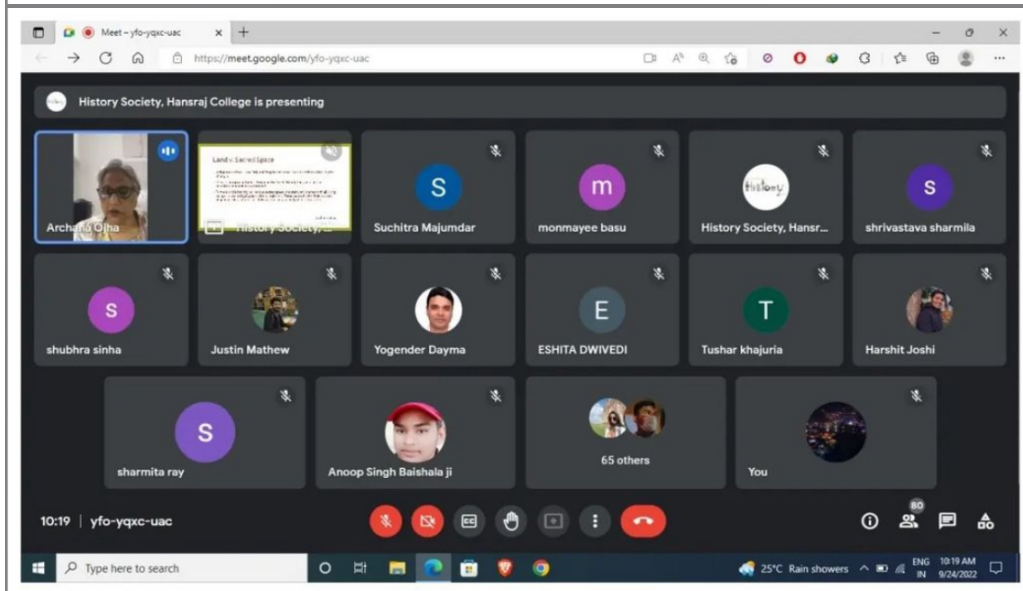 Meet – yfo-yqxc-uac
https://meet.google.com/yfo-yqxc-uac
History Society, Hansraj College is presenting
Land v. Sacred Space
Archana Ojha
History Society, ...
S
Suchitra Majumdar
m
monmayee basu
History
History Society, Hansr...
s
shrivastava sharmila
s
shubhra sinha
Justin Mathew
Yogender Dayma
E
ESHITA DWIVEDI
T
Tushar khajuria
Harshit Joshi
S
sharmita ray
Anoop Singh Baishala ji
65 others
You
10:19 | yfo-yqxc-uac
CC
80
Type here to search
25°C Rain showers
ENG
IN
10:19 AM
9/24/2022